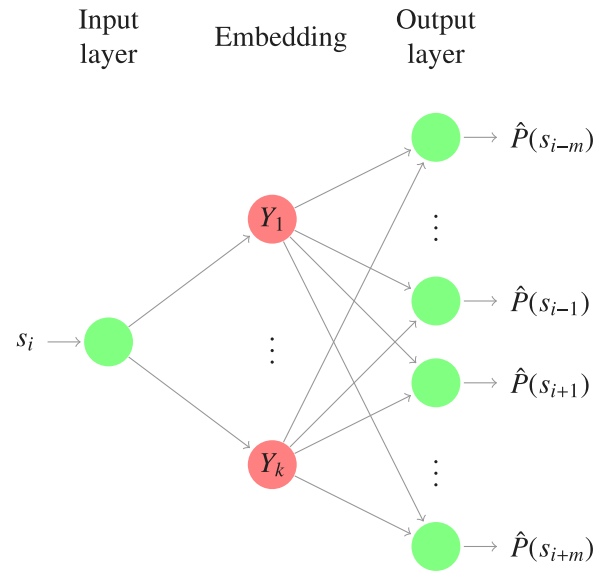 Input
layer
Embedding
Output
layer
P̂(s_{i−m})
Y_1
⋮
P̂(s_{i−1})
s_i
⋮
P̂(s_{i+1})
Y_k
⋮
P̂(s_{i+m})